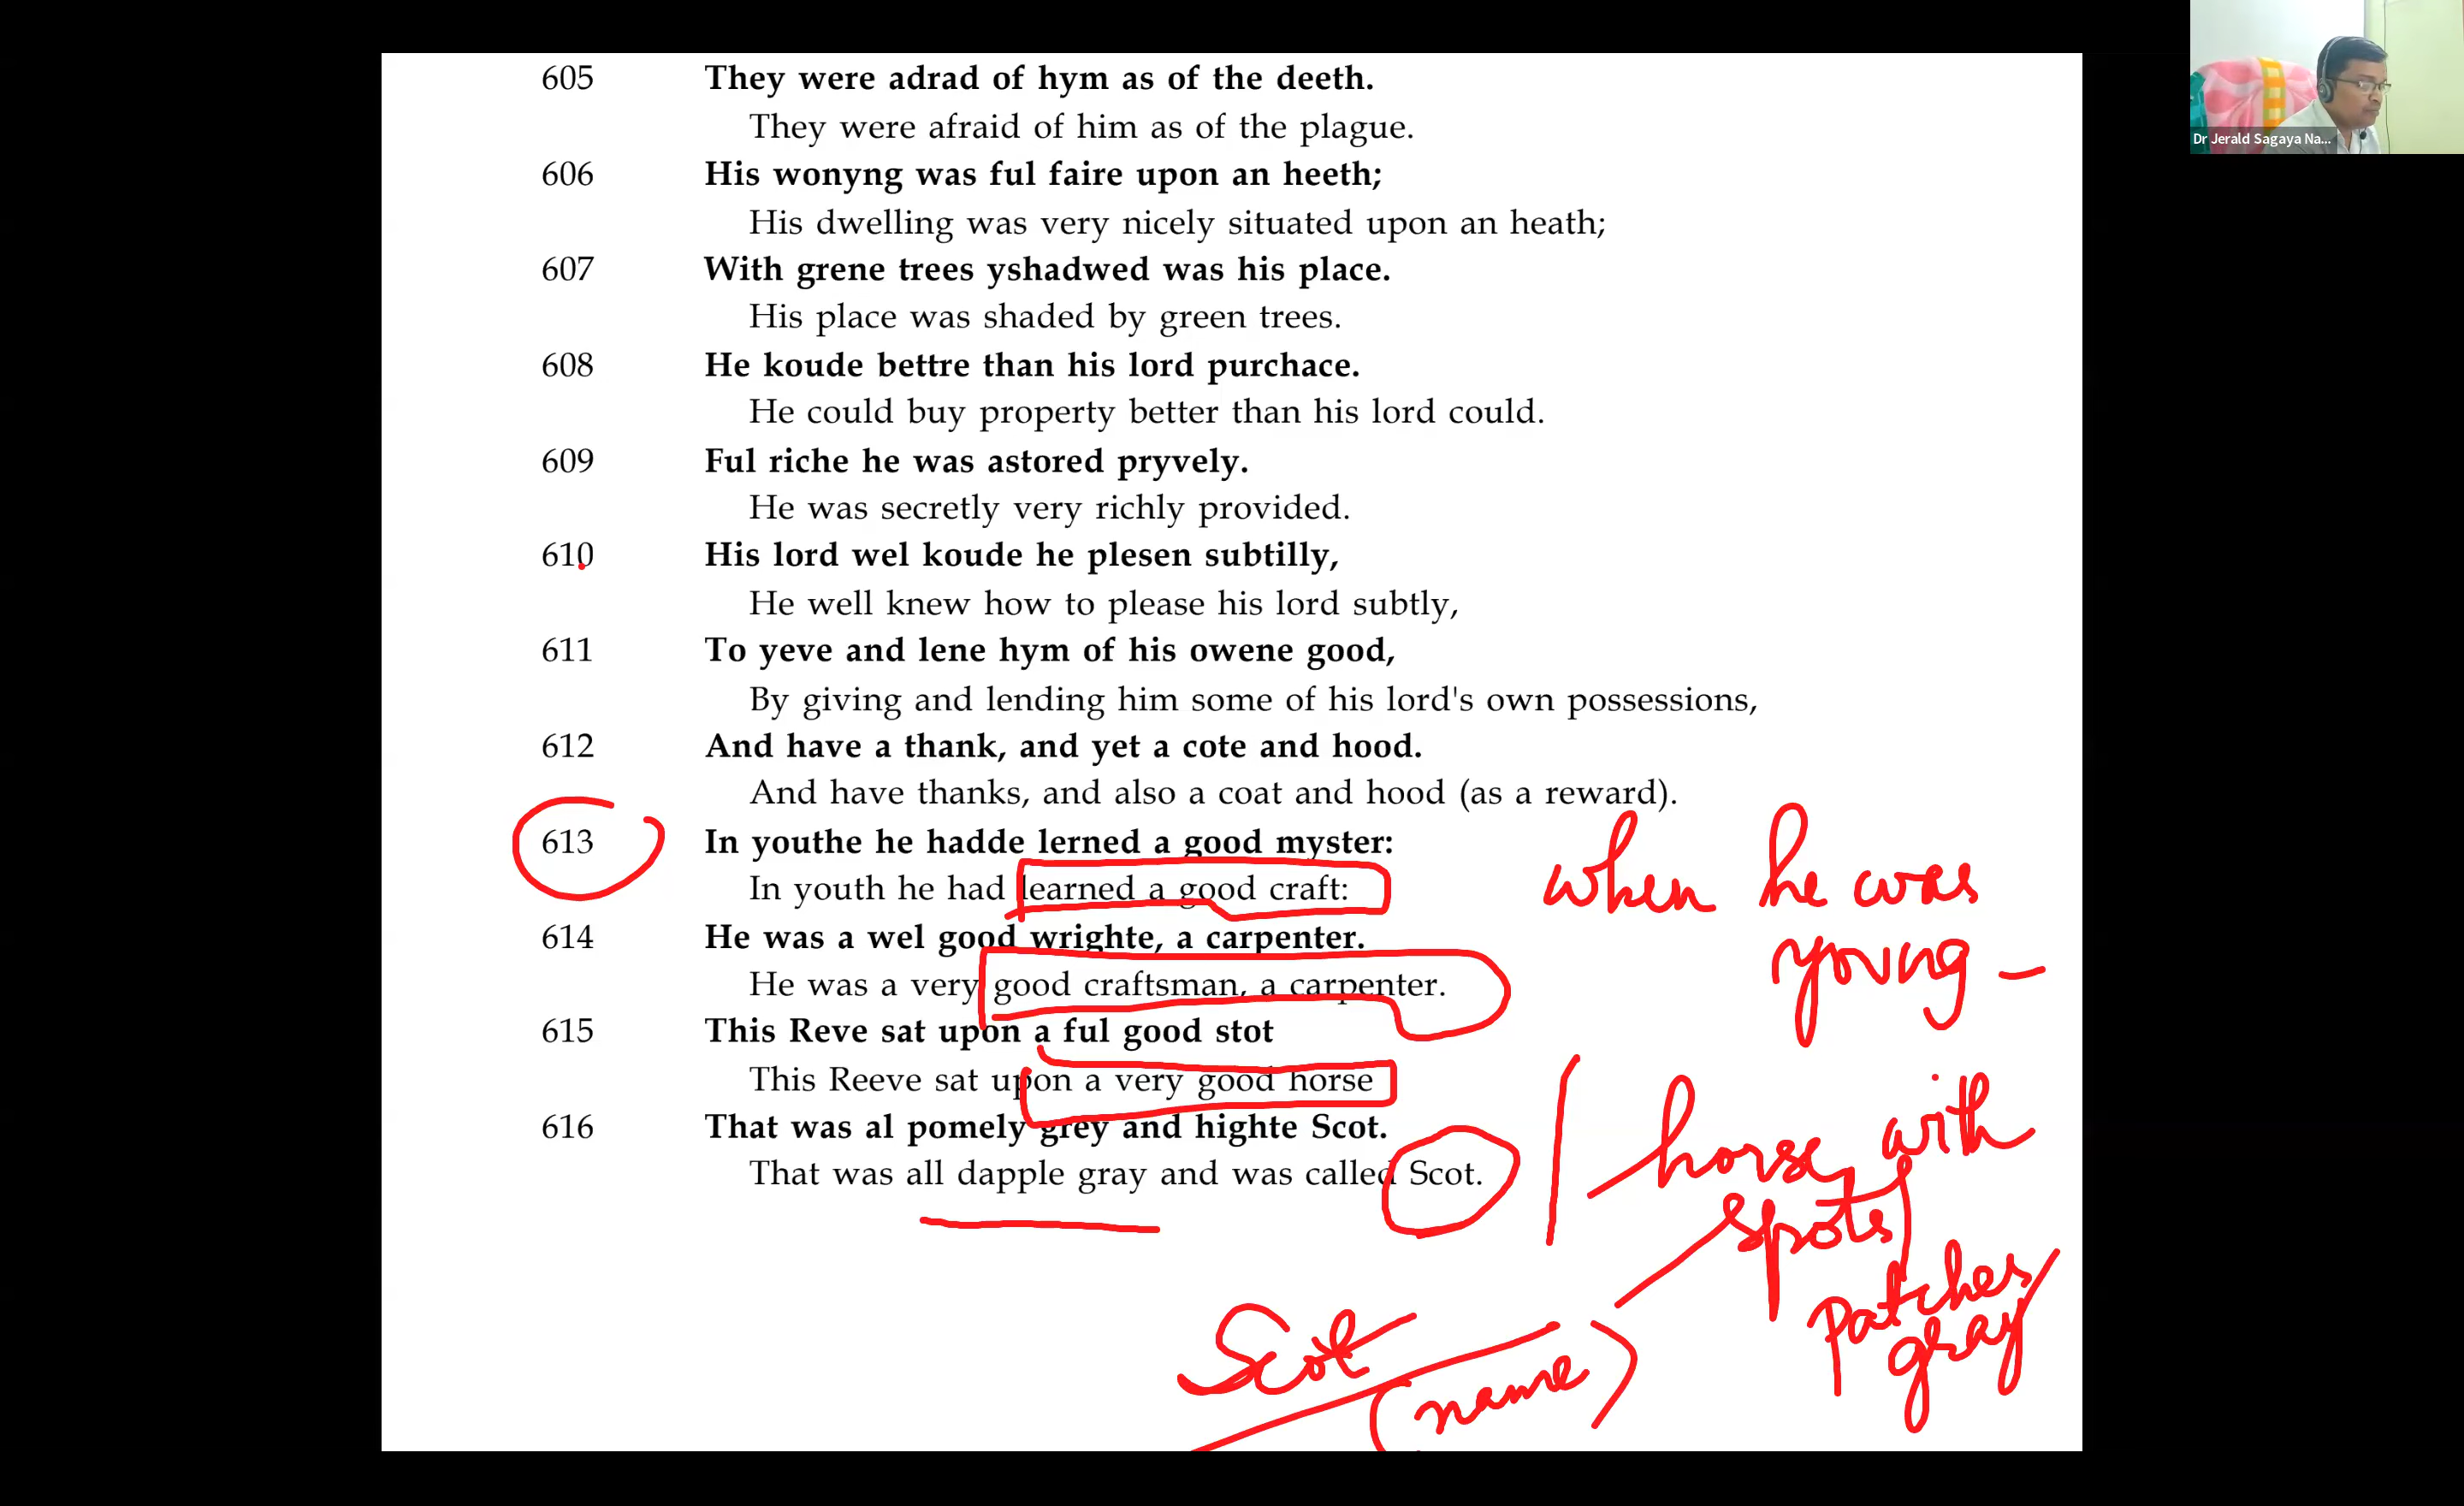 Dr Jerald Sagaya Na...
605 They were adrad of hym as of the deeth.
They were afraid of him as of the plague.
606 His wonyng was ful faire upon an heeth;
His dwelling was very nicely situated upon an heath;
607 With grene trees yshadwed was his place.
His place was shaded by green trees.
608 He koude bettre than his lord purchace.
He could buy property better than his lord could.
609 Ful riche he was astored pryvely.
He was secretly very richly provided.
610 His lord wel koude he plesen subtilly,
He well knew how to please his lord subtly,
611 To yeve and lene hym of his owene good,
By giving and lending him some of his lord's own possessions,
612 And have a thank, and yet a cote and hood.
And have thanks, and also a coat and hood (as a reward).
613 In youthe he hadde lerned a good myster:
In youth he had learned a good craft:
614 He was a wel good wrighte, a carpenter.
He was a very good craftsman, a carpenter.
615 This Reve sat upon a ful good stot
This Reeve sat upon a very good horse
616 That was al pomely grey and highte Scot.
That was all dapple gray and was called Scot.
when he was
young -
horse with
spots
patches
gray
Scot
(name)